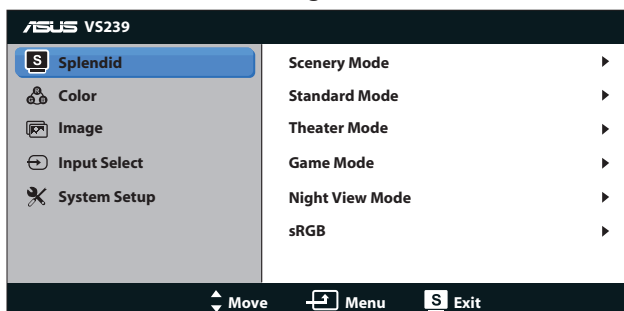 ASUS VS239
S Splendid
Color
Image
Input Select
System Setup
Scenery Mode
Standard Mode
Theater Mode
Game Mode
Night View Mode
sRGB
Move Menu S Exit